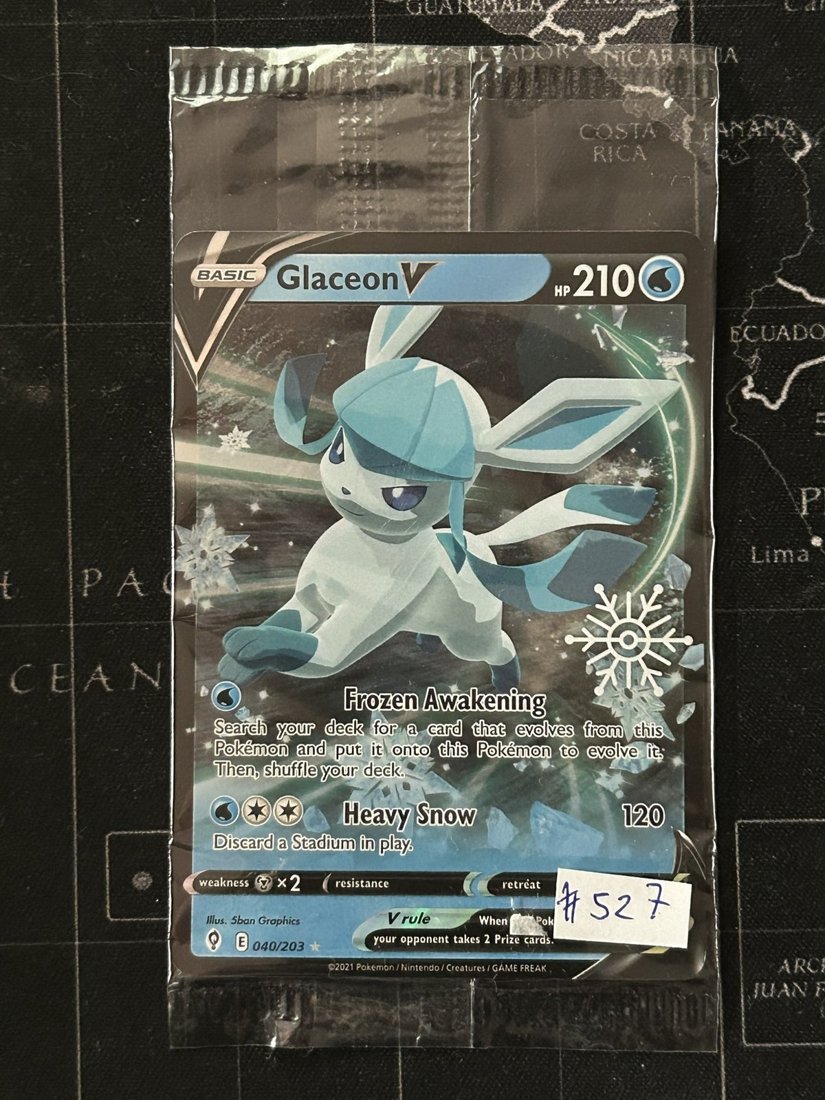 GUATEMALA
SALVADOR
NICARAGUA
COSTA
RICA
PANAMA
BASIC
Glaceon V
HP 210
ECUADO
Lima
PAC
CEAN
Frozen Awakening
Search your deck for a card that evolves from this
Pokémon and put it onto this Pokémon to evolve it.
Then, shuffle your deck.
Heavy Snow 120
Discard a Stadium in play.
weakness ×2 resistance retreat
#527
Illus. 5ban Graphics
V rule
When
Pok
E 040/203
your opponent takes 2 Prize cards.
©2021 Pokémon / Nintendo / Creatures / GAME FREAK
ARCH
JUAN F